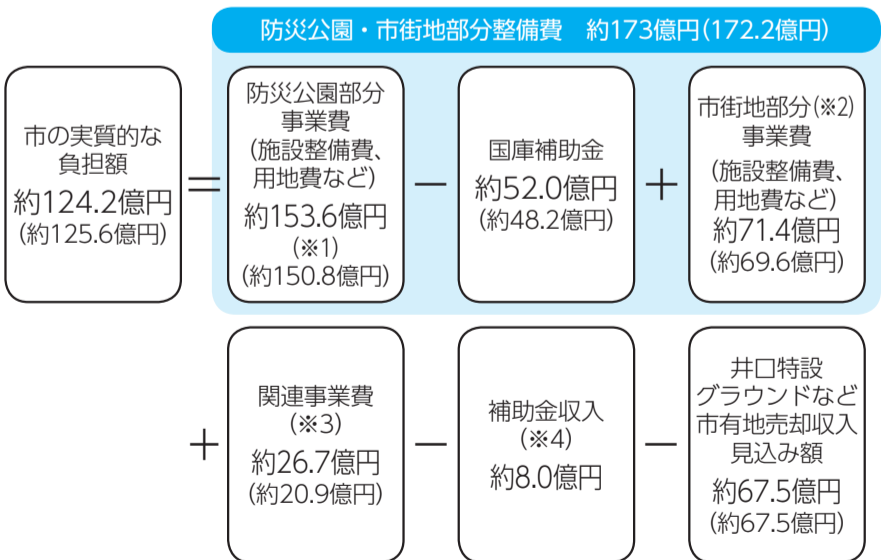 防災公園・市街地部分整備費　約173億円(172.2億円)
市の実質的な
負担額
約124.2億円
(約125.6億円)
=
防災公園部分
事業費
(施設整備費、
用地費など)
約153.6億円
(※1)
(約150.8億円)
−
国庫補助金
約52.0億円
(約48.2億円)
+
市街地部分(※2)
事業費
(施設整備費、
用地費など)
約71.4億円
(約69.6億円)
+
関連事業費
(※3)
約26.7億円
(約20.9億円)
−
補助金収入
(※4)
約8.0億円
−
井口特設
グラウンドなど
市有地売却収入
見込み額
約67.5億円
(約67.5億円)